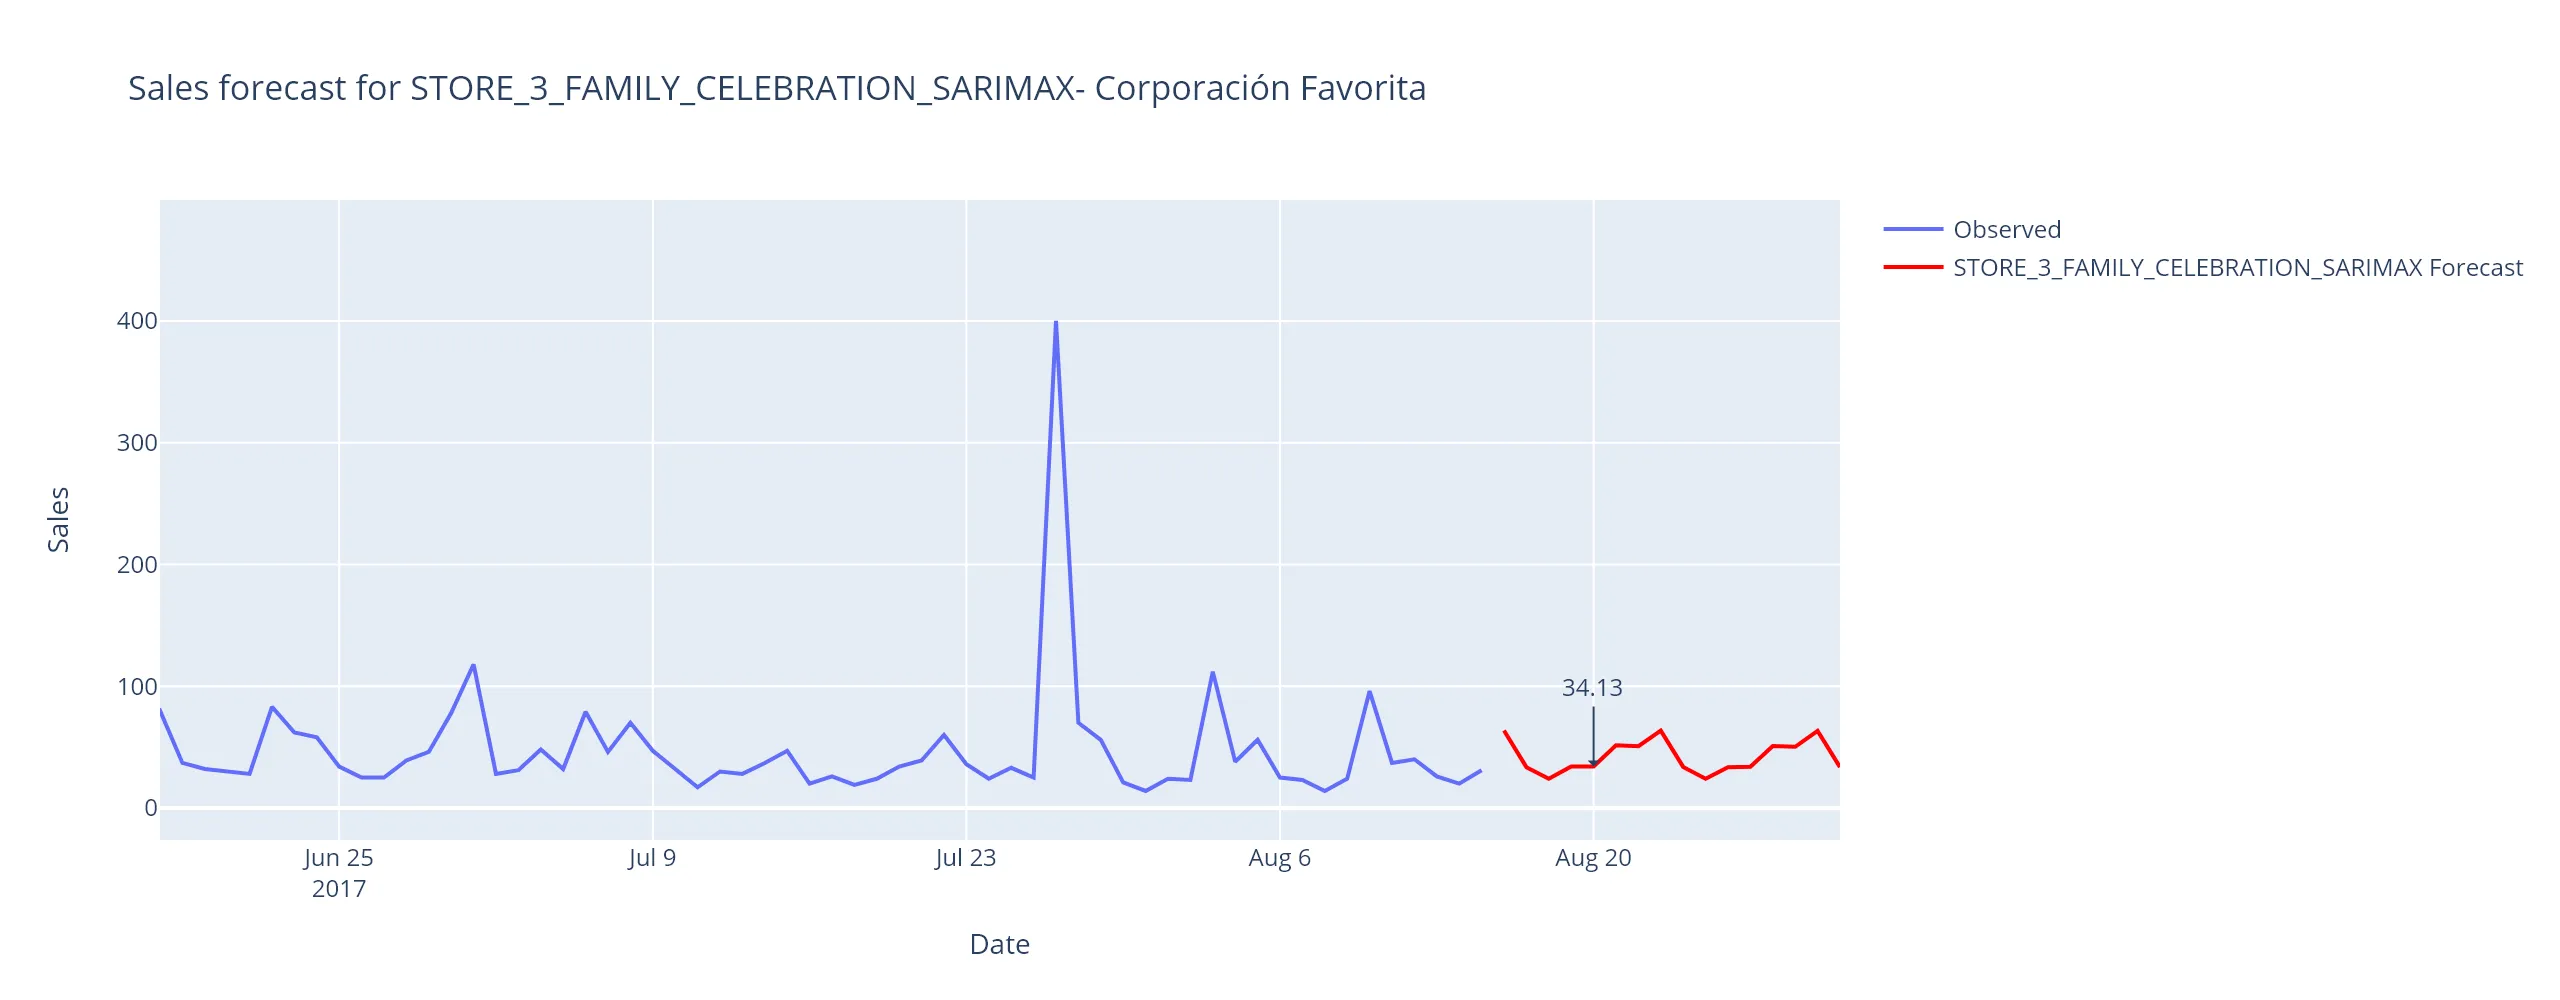 Sales forecast for STORE_3_FAMILY_CELEBRATION_SARIMAX- Corporación Favorita
Observed
STORE_3_FAMILY_CELEBRATION_SARIMAX Forecast
400
300
200
100
0
Sales
34.13
Jun 25
2017
Jul 9
Jul 23
Aug 6
Aug 20
Date